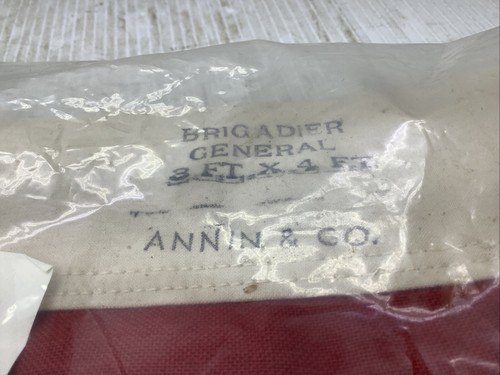 BRIGADIER
GENERAL
3 FT. X 4 FT.
ANNIN & CO.